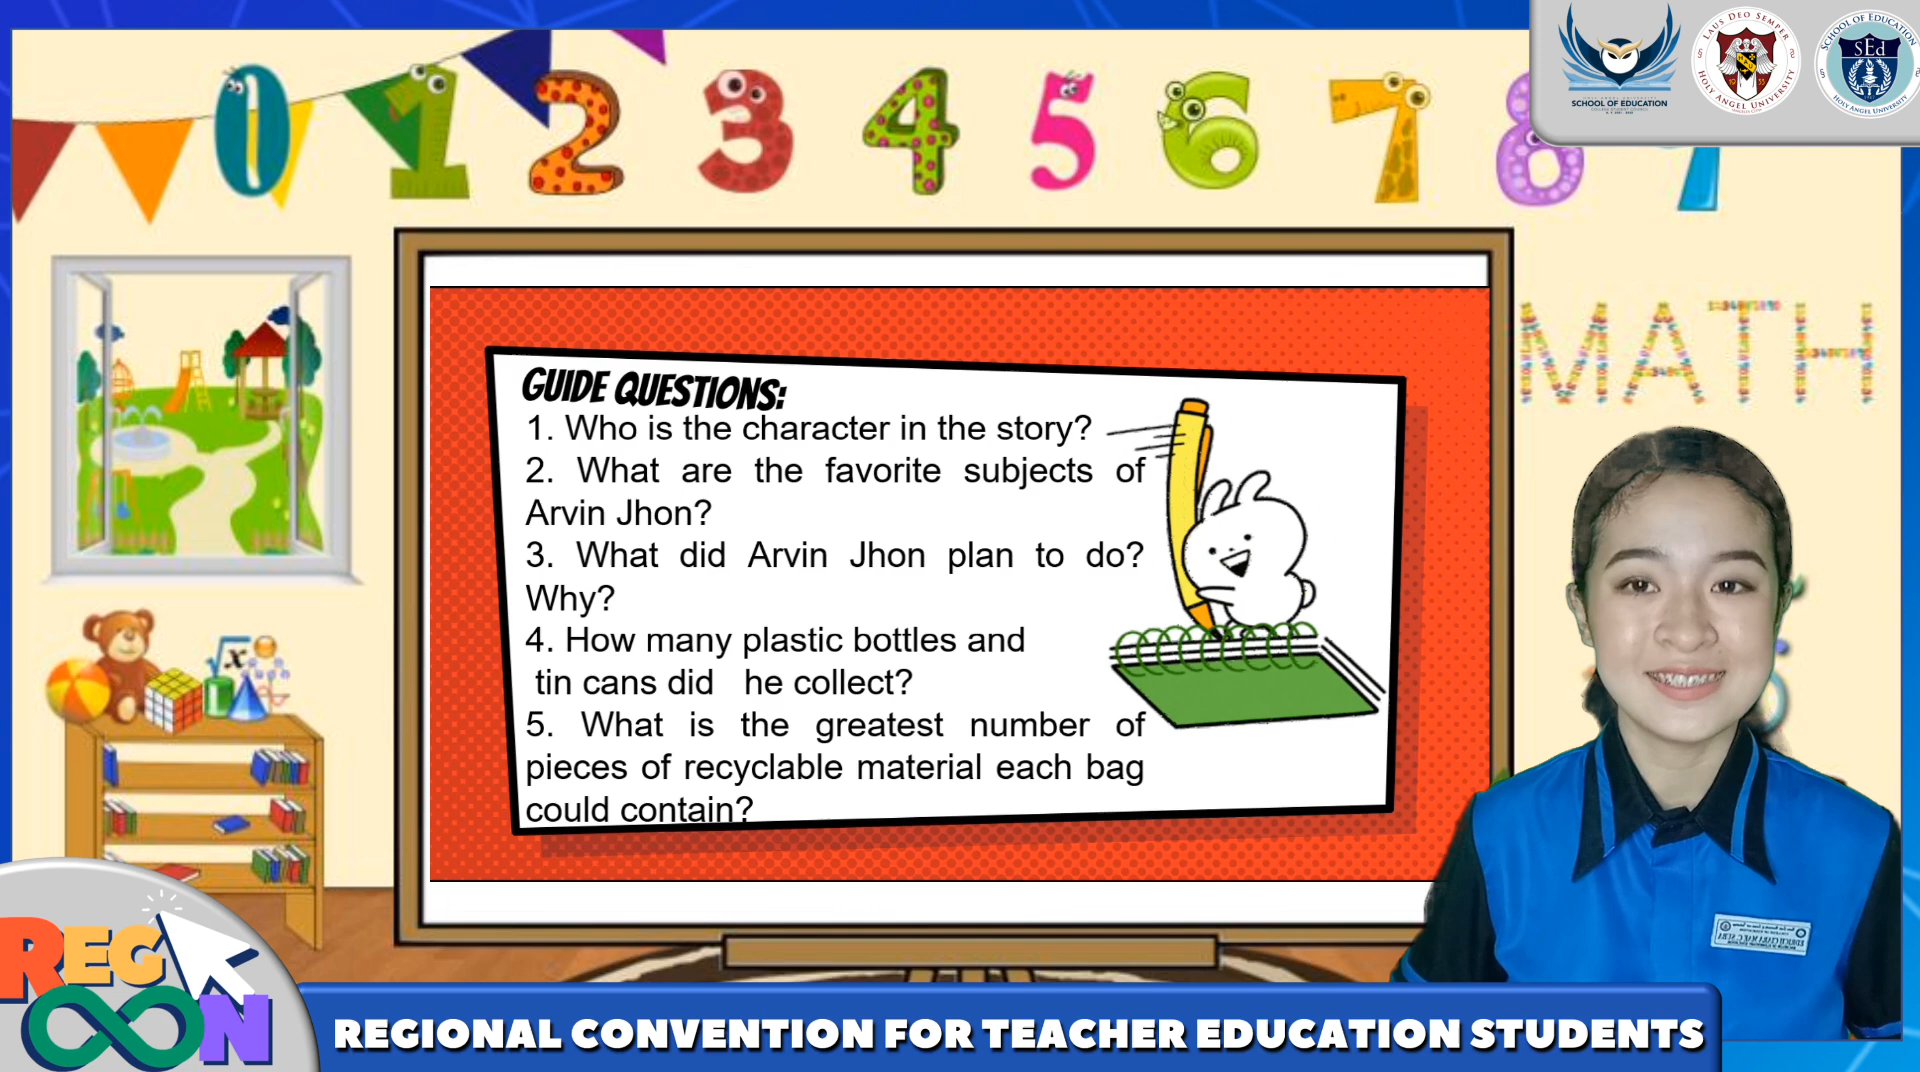 0 1 2 3 4 5 6 7 8 9
SCHOOL OF EDUCATION
LAUS DEO SEMPER
HOLY ANGEL UNIVERSITY
SCHOOL OF EDUCATION
sEd
HOLY ANGEL UNIVERSITY
MATH
GUIDE QUESTIONS:
1. Who is the character in the story?
2. What are the favorite subjects of
Arvin Jhon?
3. What did Arvin Jhon plan to do?
Why?
4. How many plastic bottles and
tin cans did he collect?
5. What is the greatest number of
pieces of recyclable material each bag
could contain?
x
REG
ON
REGIONAL CONVENTION FOR TEACHER EDUCATION STUDENTS